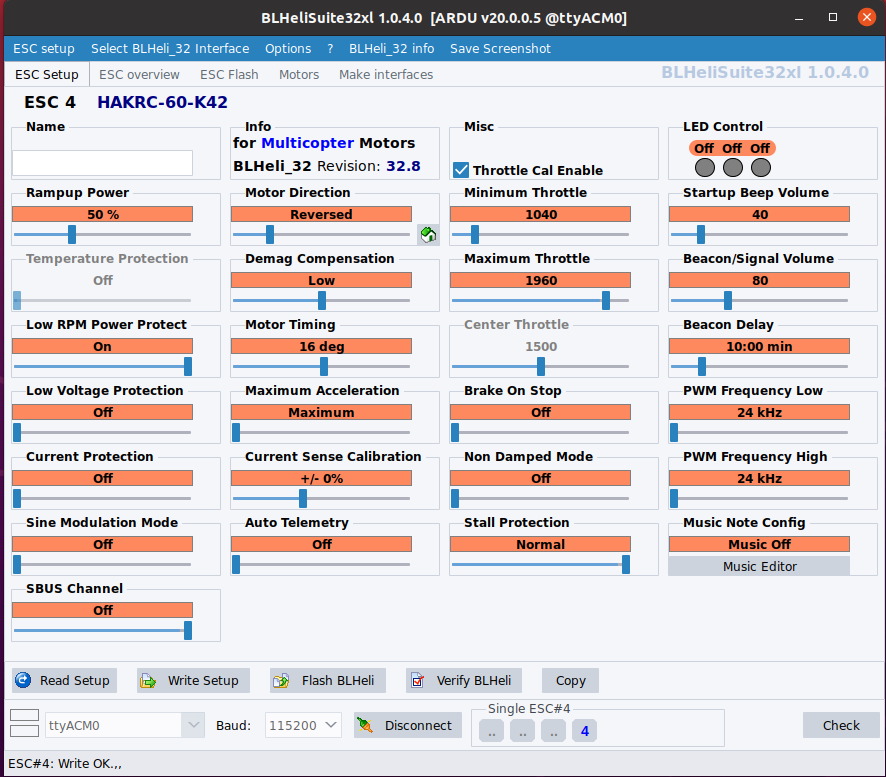 BLHeliSuite32xl 1.0.4.0  [ARDU v20.0.0.5 @ttyACM0]
ESC setup Select BLHeli_32 Interface Options ? BLHeli_32 info Save Screenshot
ESC Setup ESC overview ESC Flash Motors Make interfaces BLHeliSuite32xl 1.0.4.0
ESC 4 HAKRC-60-K42
Name Info Misc LED Control
for Multicopter Motors Off Off Off
BLHeli_32 Revision: 32.8 Throttle Cal Enable
Rampup Power Motor Direction Minimum Throttle Startup Beep Volume
50 % Reversed 1040 40
Temperature Protection Demag Compensation Maximum Throttle Beacon/Signal Volume
Off Low 1960 80
Low RPM Power Protect Motor Timing Center Throttle Beacon Delay
On 16 deg 1500 10:00 min
Low Voltage Protection Maximum Acceleration Brake On Stop PWM Frequency Low
Off Maximum Off 24 kHz
Current Protection Current Sense Calibration Non Damped Mode PWM Frequency High
Off +/- 0% Off 24 kHz
Sine Modulation Mode Auto Telemetry Stall Protection Music Note Config
Off Off Normal Music Off
Music Editor
SBUS Channel
Off
Read Setup Write Setup Flash BLHeli Verify BLHeli Copy
Single ESC#4
ttyACM0 Baud: 115200 Disconnect .. .. .. 4 Check
ESC#4: Write OK.,,